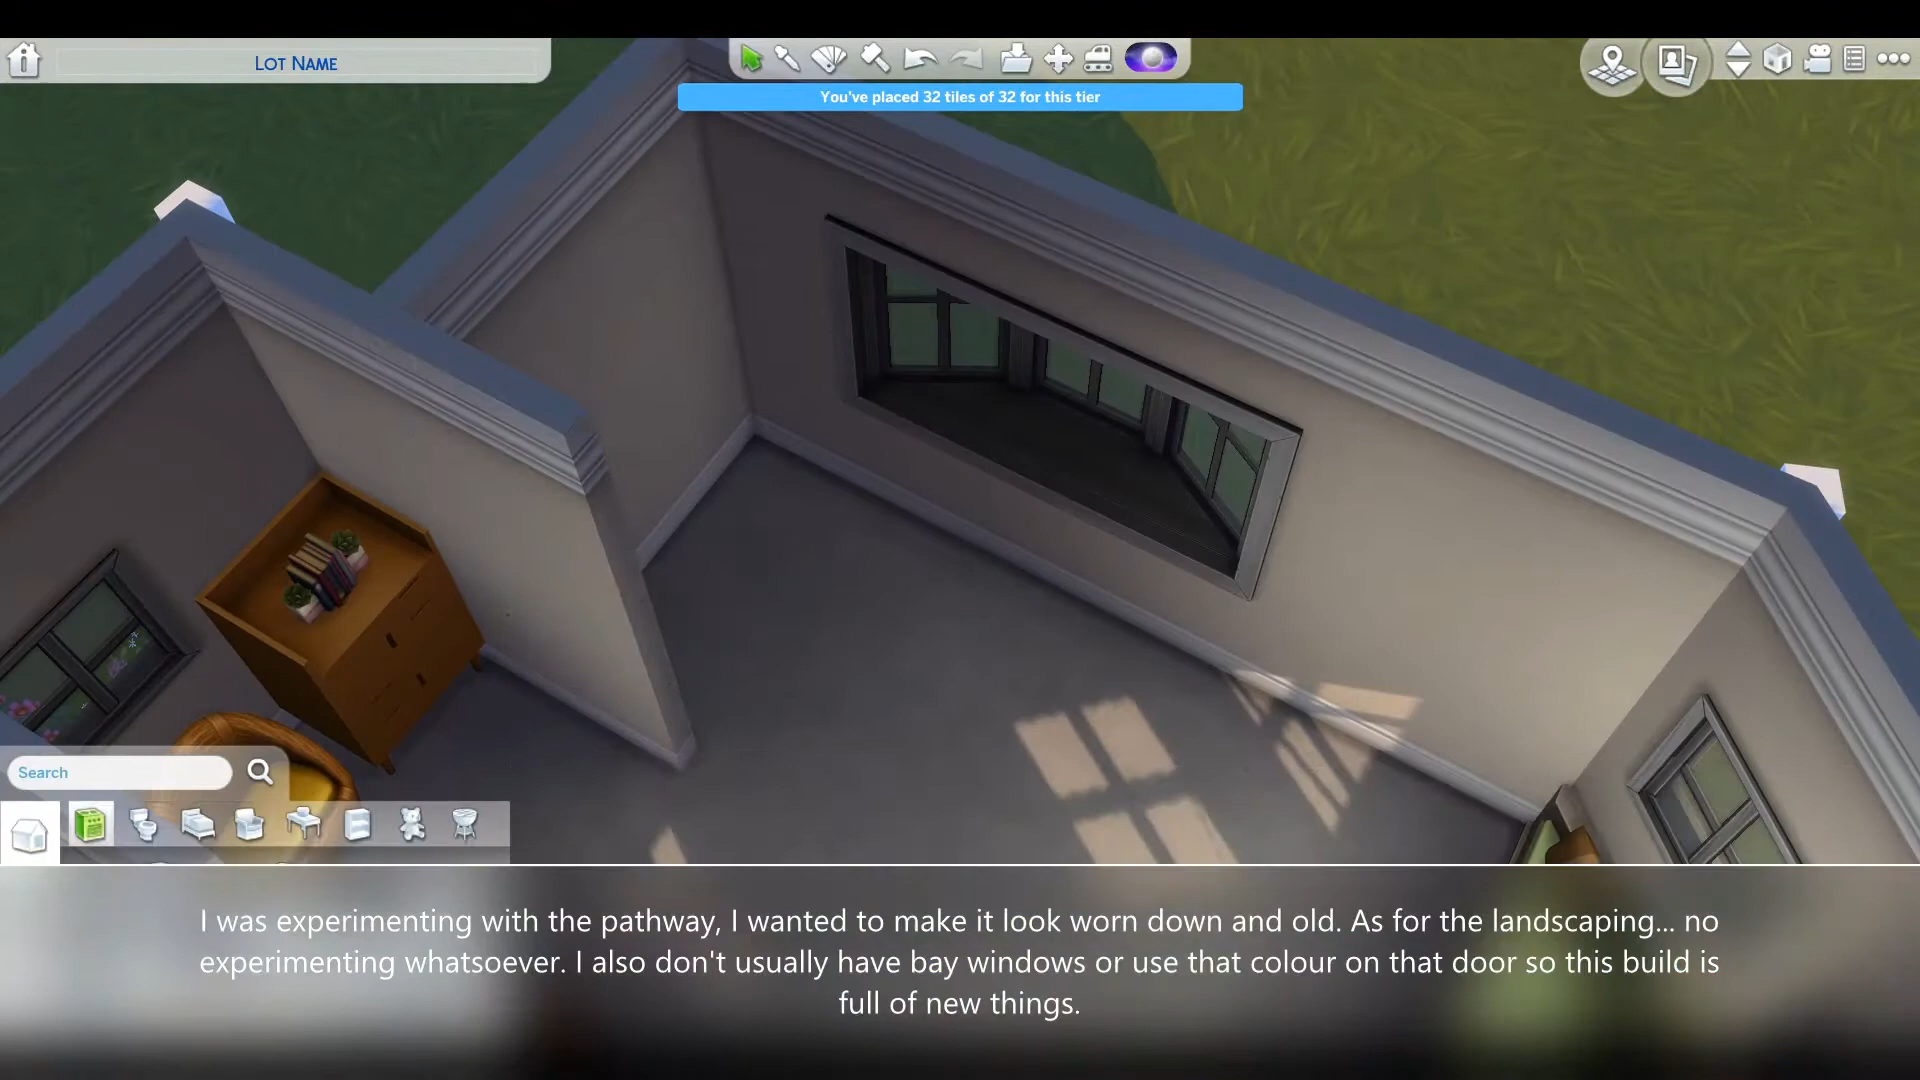 LOT NAME
You've placed 32 tiles of 32 for this tier
Search
I was experimenting with the pathway, I wanted to make it look worn down and old. As for the landscaping... no
experimenting whatsoever. I also don't usually have bay windows or use that colour on that door so this build is
full of new things.